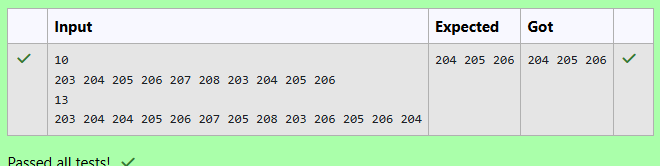 Input Expected Got
10 204 205 206 204 205 206
203 204 205 206 207 208 203 204 205 206
13
203 204 204 205 206 207 205 208 203 206 205 206 204
Passed all tests!